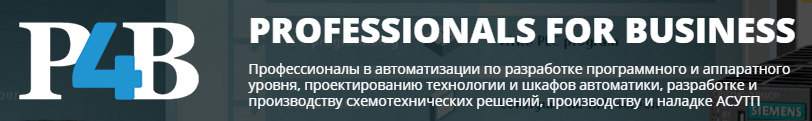 P4B
PROFESSIONALS FOR BUSINESS
Профессионалы в автоматизации по разработке программного и аппаратного
уровня, проектированию технологии и шкафов автоматики, разработке и
производству схемотехнических решений, производству и наладке АСУТП
SIEMENS